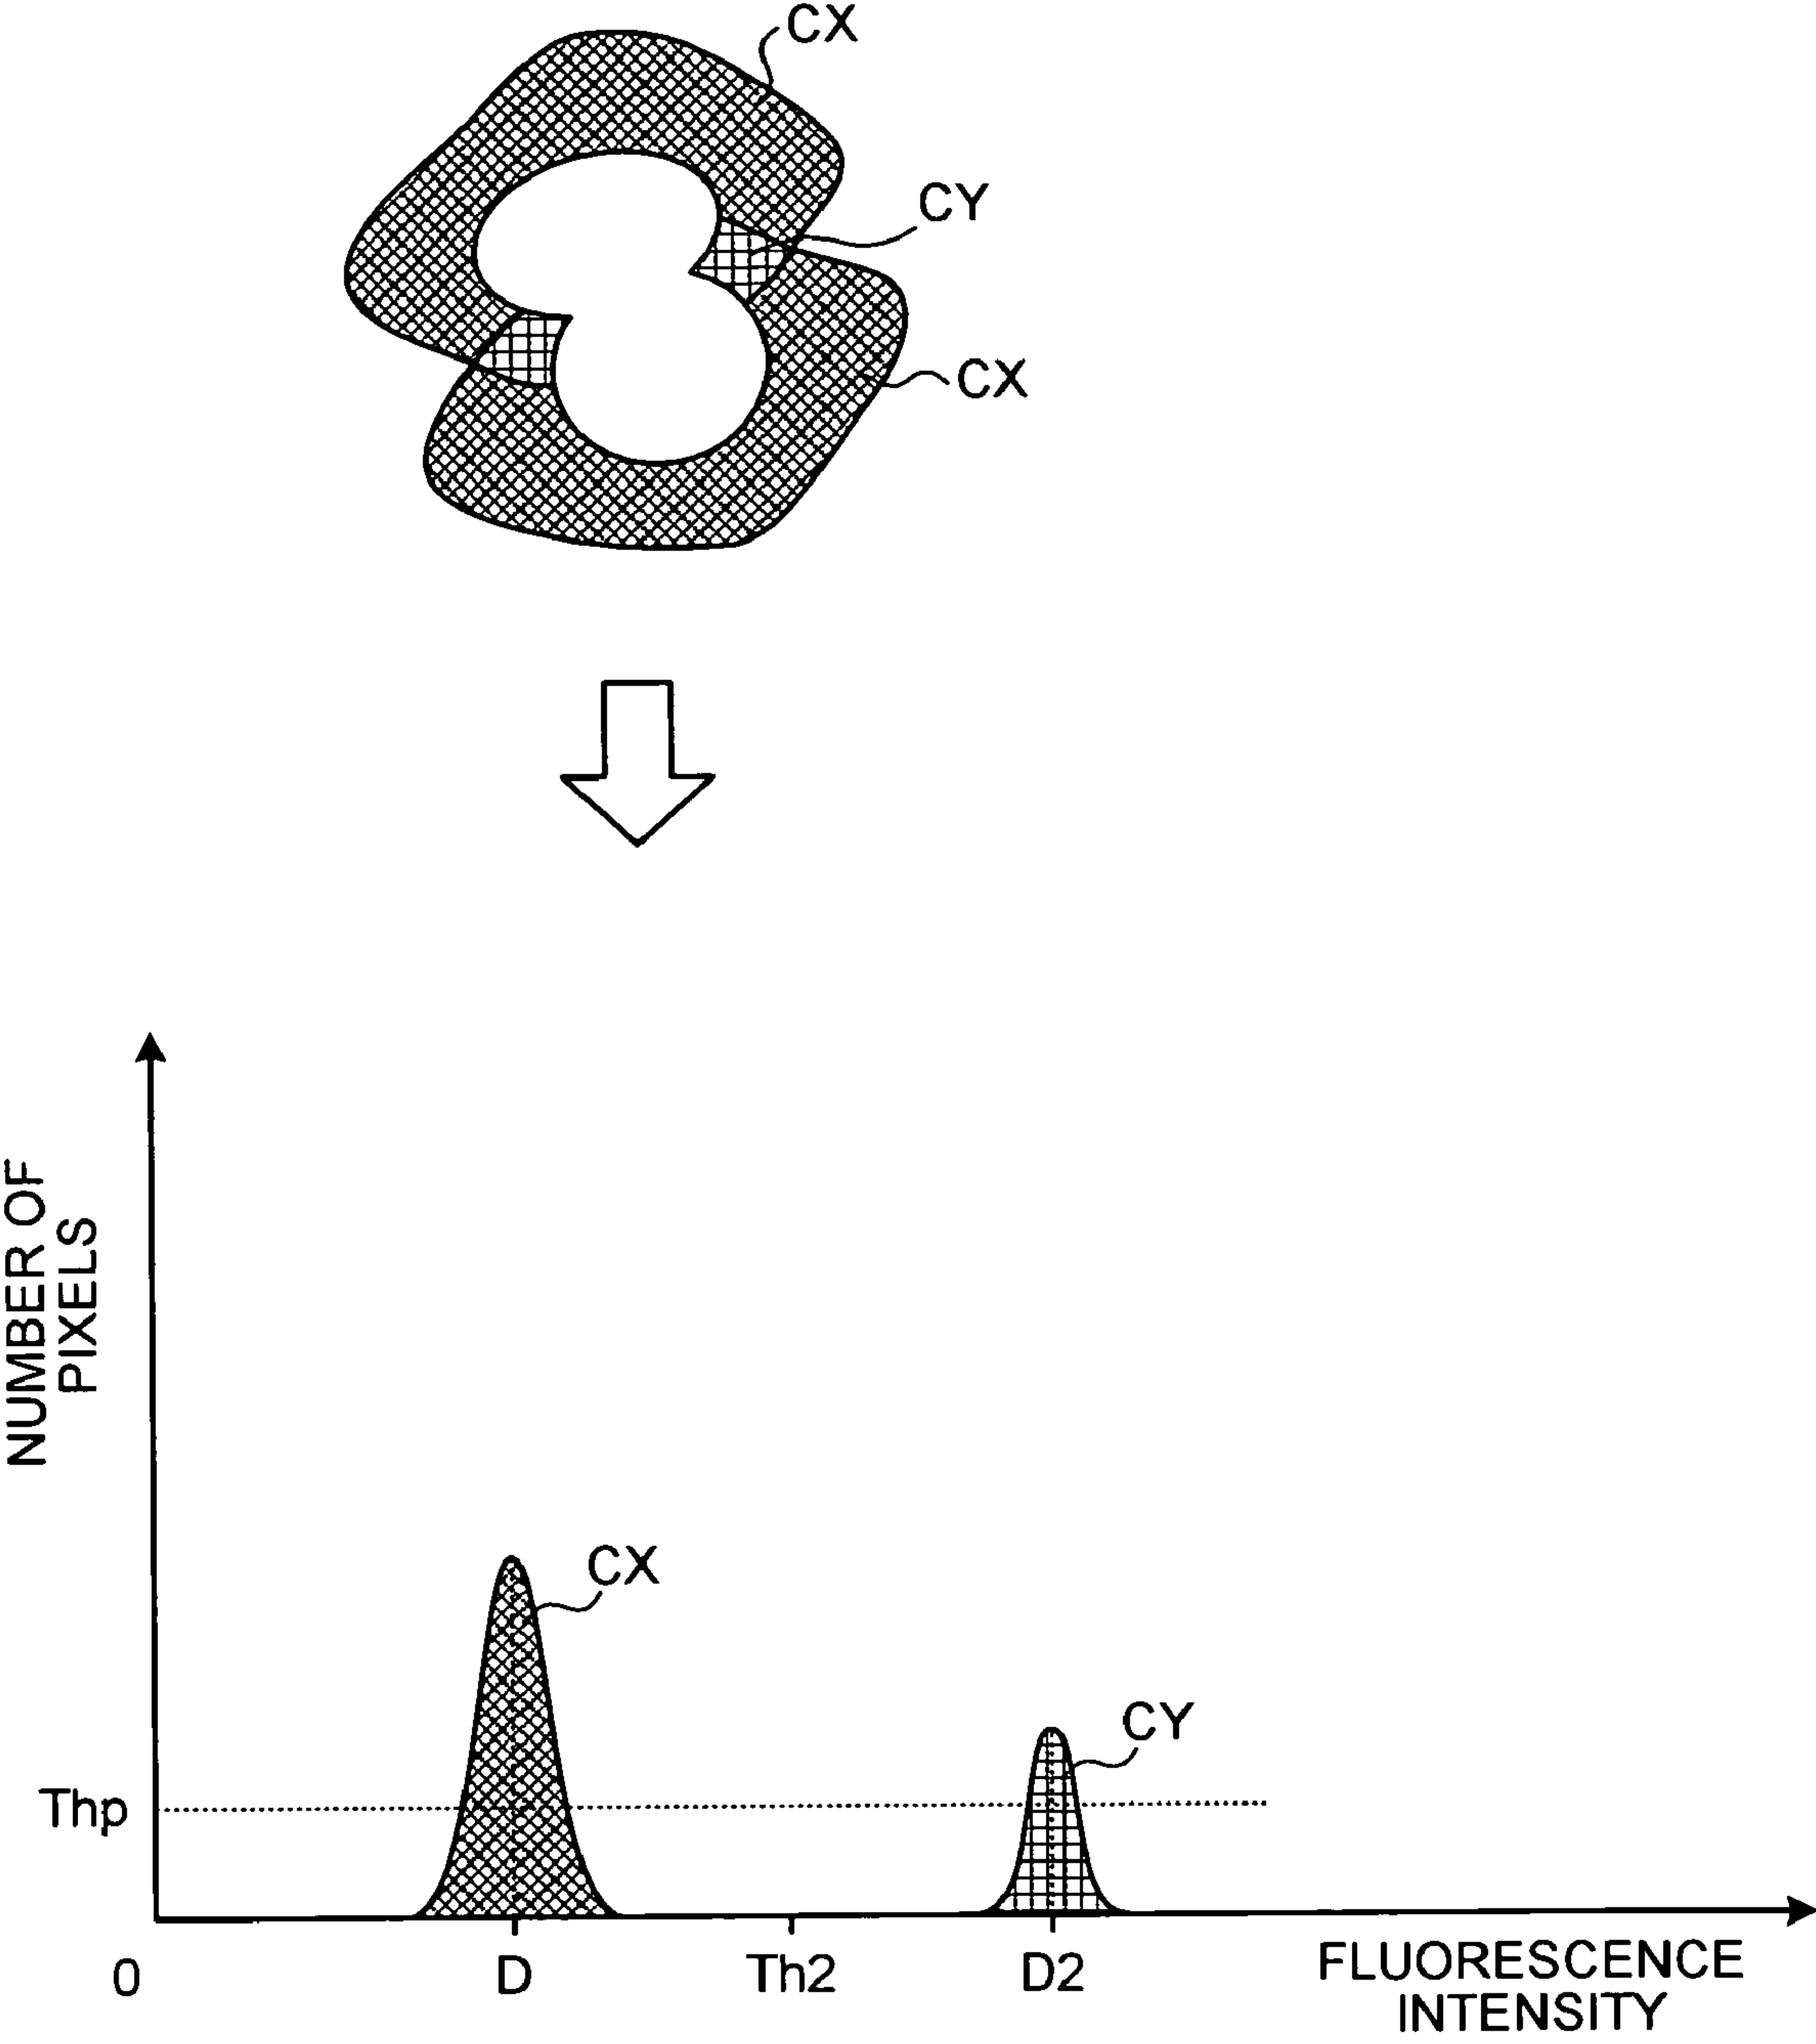 CX
CY
CX
NUMBER OF
PIXELS
CX
CY
Thp
0
D
Th2
D2
FLUORESCENCE
INTENSITY